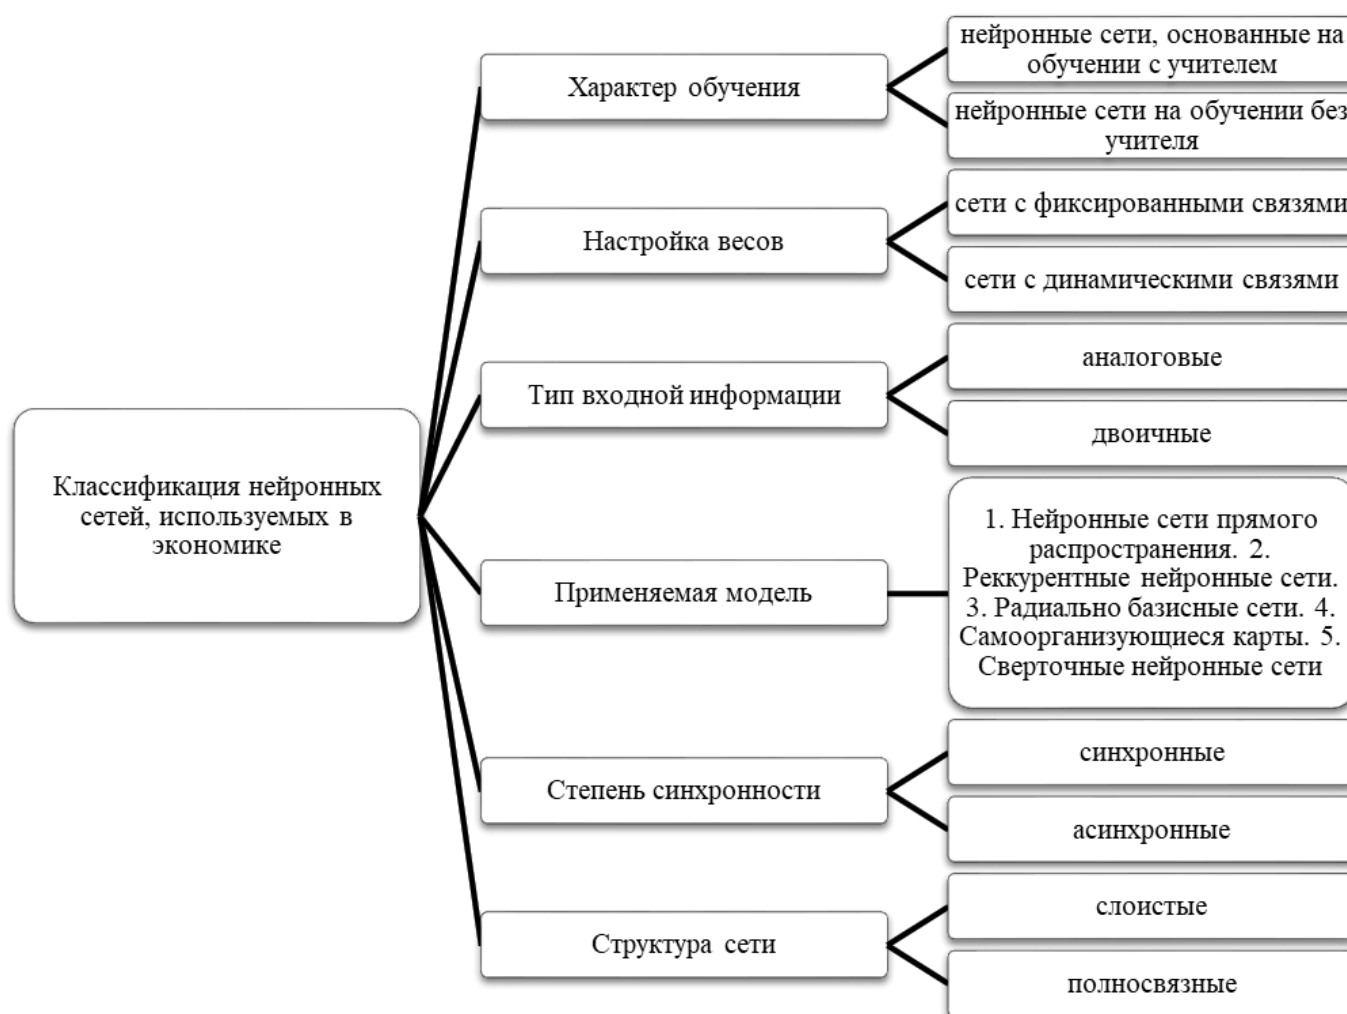 Классификация нейронных
сетей, используемых в
экономике
Характер обучения
нейронные сети, основанные на
обучении с учителем
нейронные сети на обучении без
учителя
Настройка весов
сети с фиксированными связями
сети с динамическими связями
Тип входной информации
аналоговые
двоичные
Применяемая модель
1. Нейронные сети прямого
распространения. 2.
Реккурентные нейронные сети.
3. Радиально базисные сети. 4.
Самоорганизующиеся карты. 5.
Сверточные нейронные сети
Степень синхронности
синхронные
асинхронные
Структура сети
слоистые
полносвязные